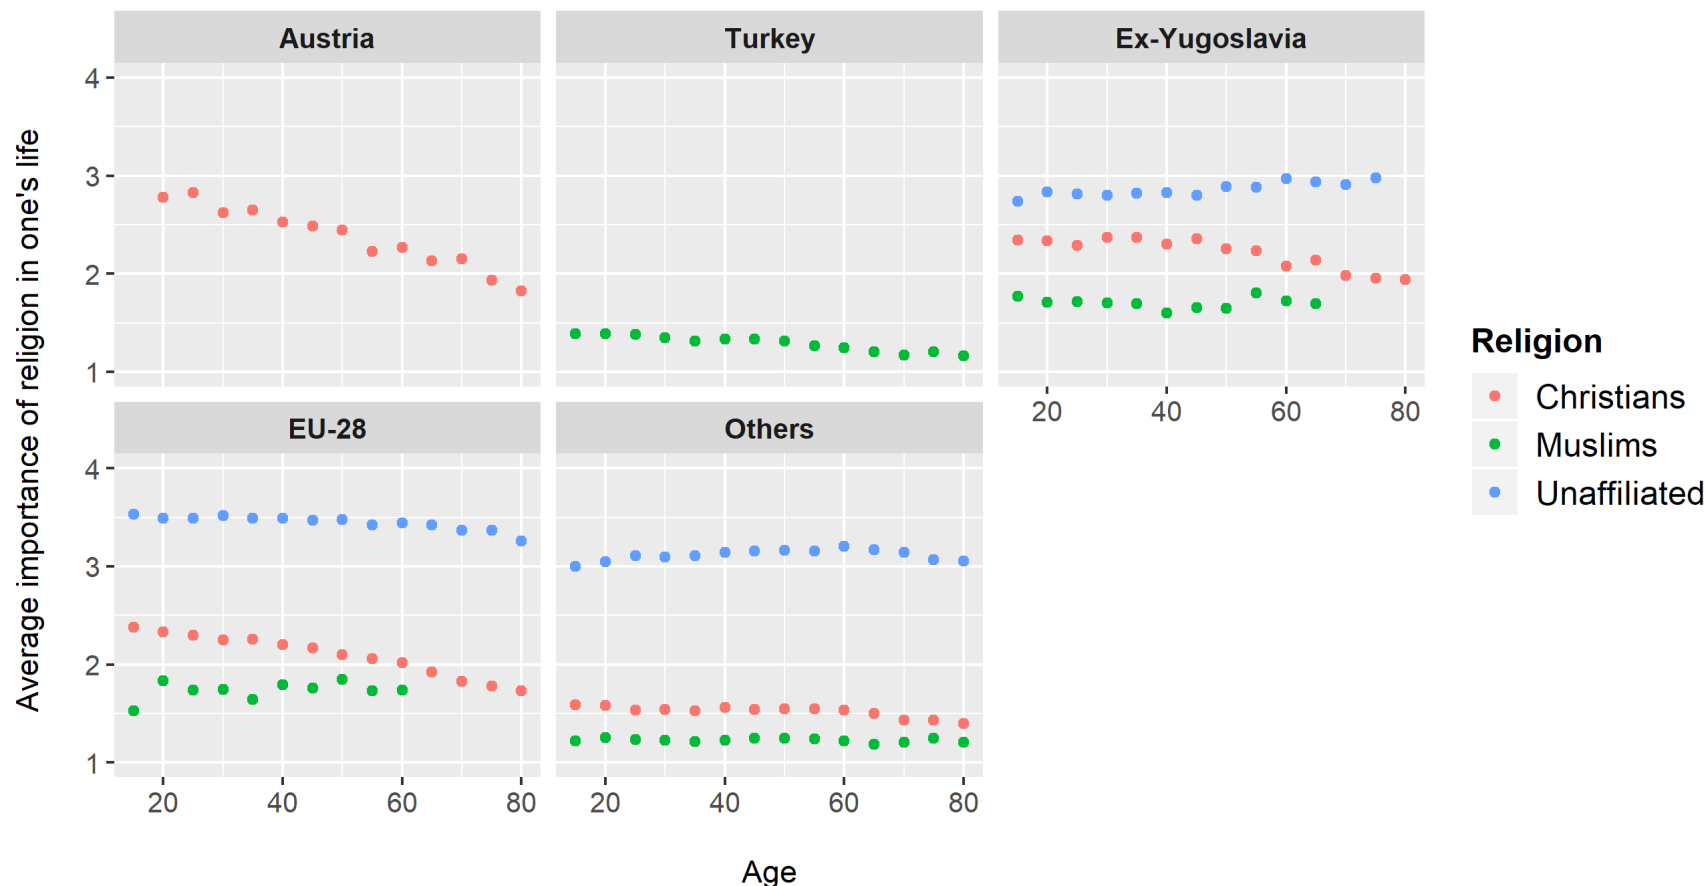 Austria
Turkey
Ex-Yugoslavia
4
3
2
1
20 40 60 80
EU-28
Others
4
3
2
1
20 40 60 80
20 40 60 80
Average importance of religion in one's life
Age
Religion
Christians
Muslims
Unaffiliated